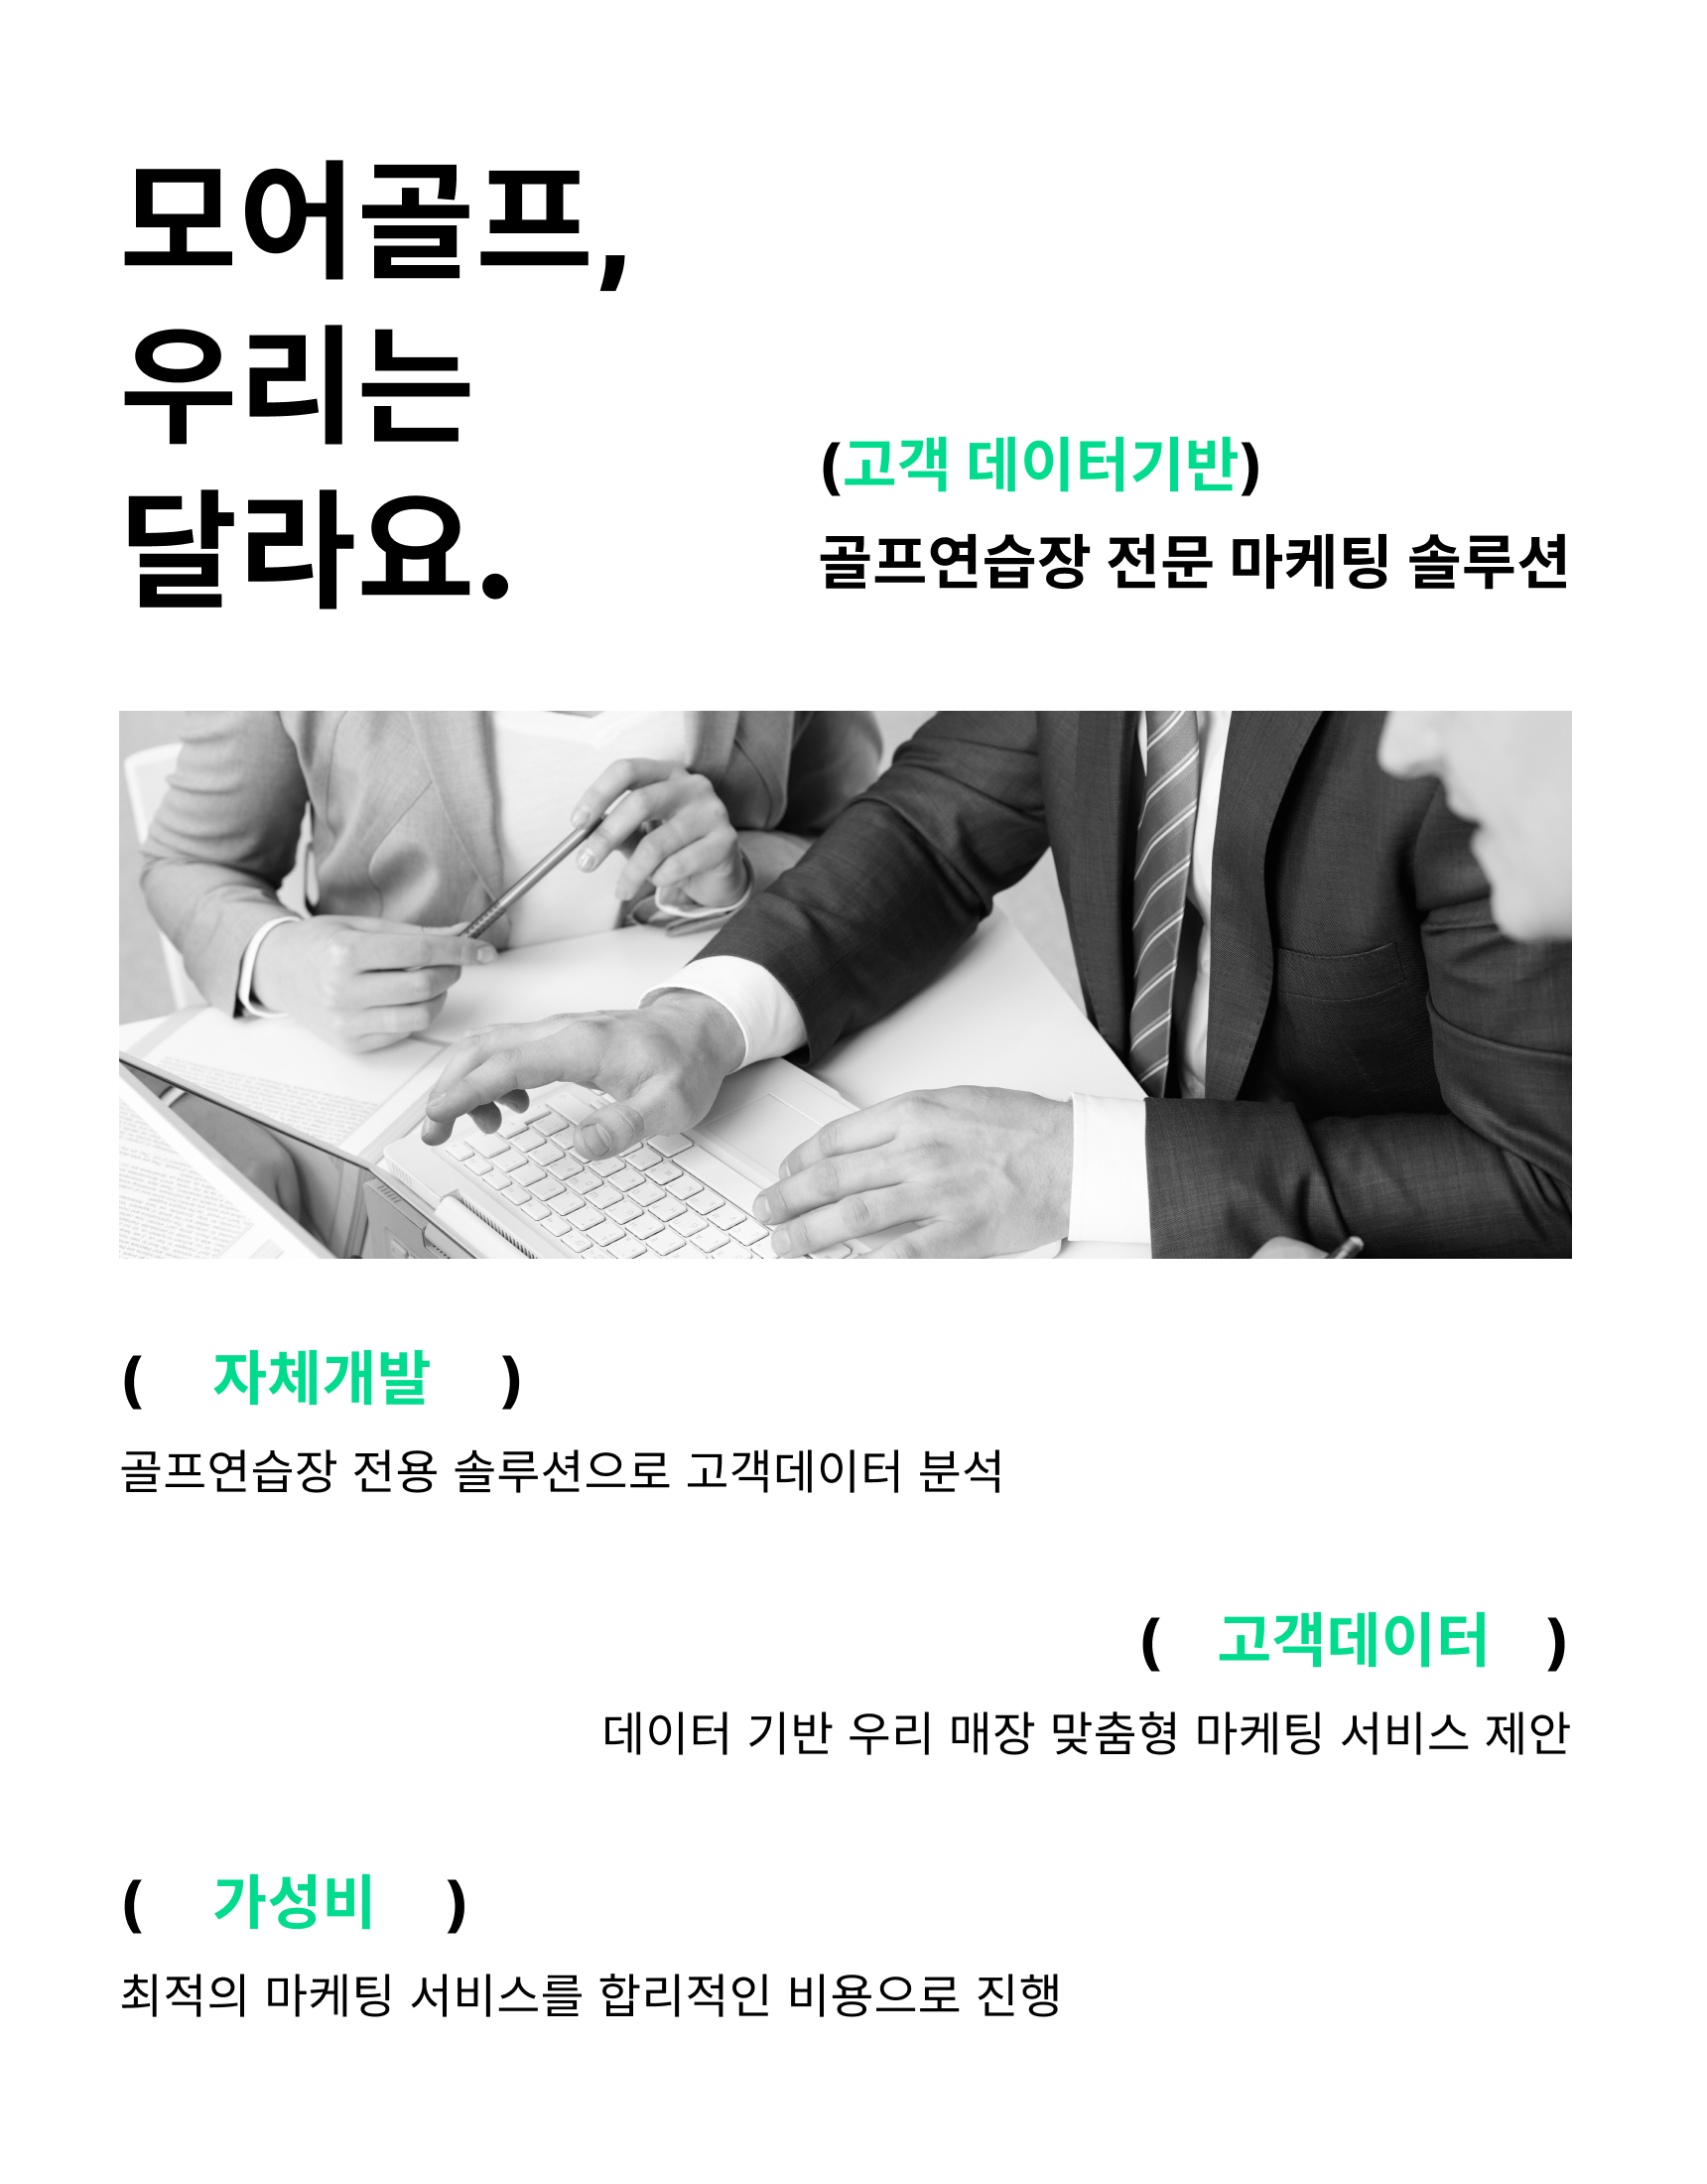 모어골프,
우리는
달라요.
(고객 데이터기반)
골프연습장 전문 마케팅 솔루션
( 자체개발 )
골프연습장 전용 솔루션으로 고객데이터 분석
( 고객데이터 )
데이터 기반 우리 매장 맞춤형 마케팅 서비스 제안
( 가성비 )
최적의 마케팅 서비스를 합리적인 비용으로 진행